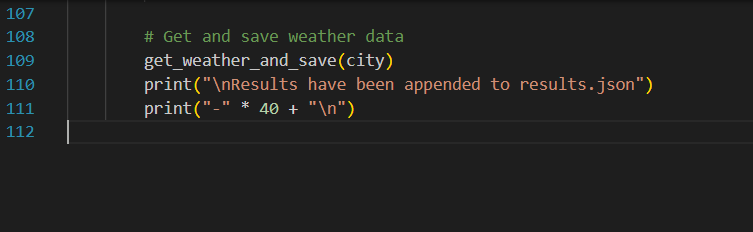 107
108 # Get and save weather data
109 get_weather_and_save(city)
110 print("\nResults have been appended to results.json")
111 print("-" * 40 + "\n")
112